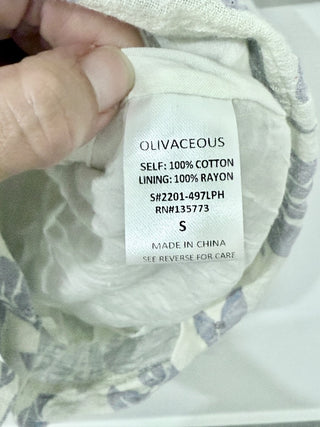 OLIVACEOUS
SELF: 100% COTTON
LINING: 100% RAYON
S#2201-497LPH
RN#135773
S
MADE IN CHINA
SEE REVERSE FOR CARE